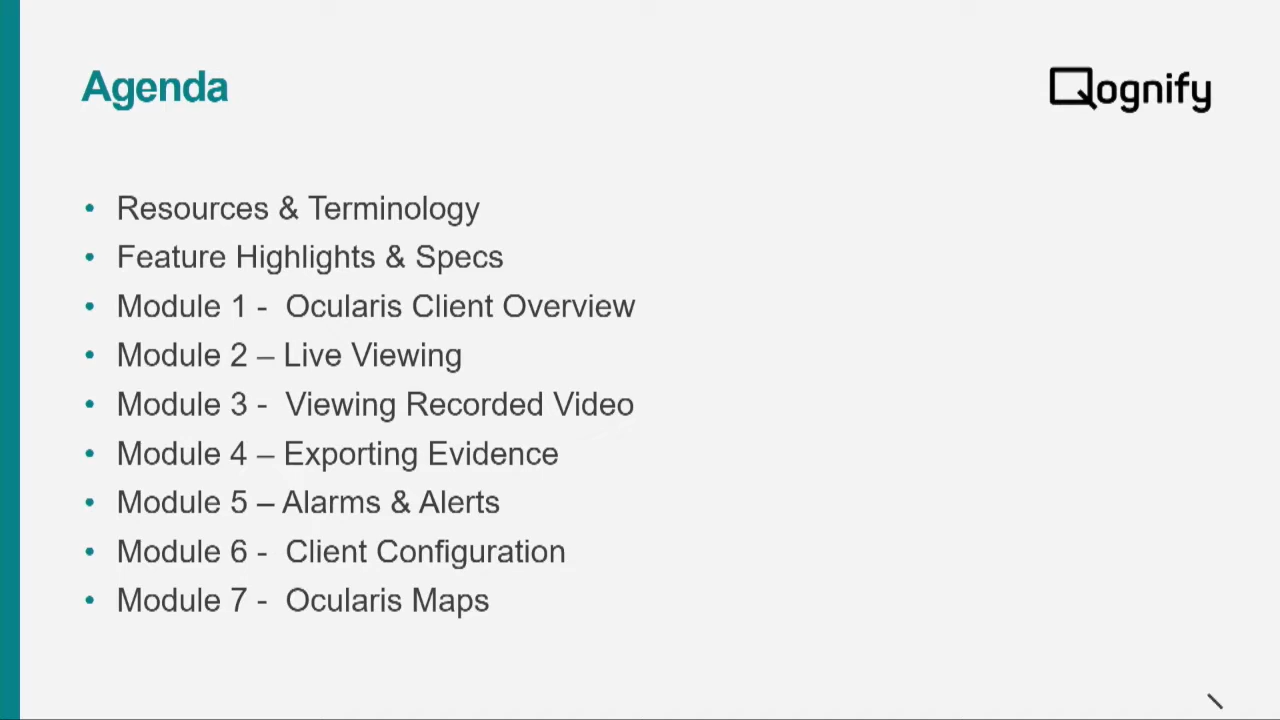 Agenda
Qognify
• Resources & Terminology
• Feature Highlights & Specs
• Module 1 -  Ocularis Client Overview
• Module 2 – Live Viewing
• Module 3 -  Viewing Recorded Video
• Module 4 – Exporting Evidence
• Module 5 – Alarms & Alerts
• Module 6 -  Client Configuration
• Module 7 -  Ocularis Maps